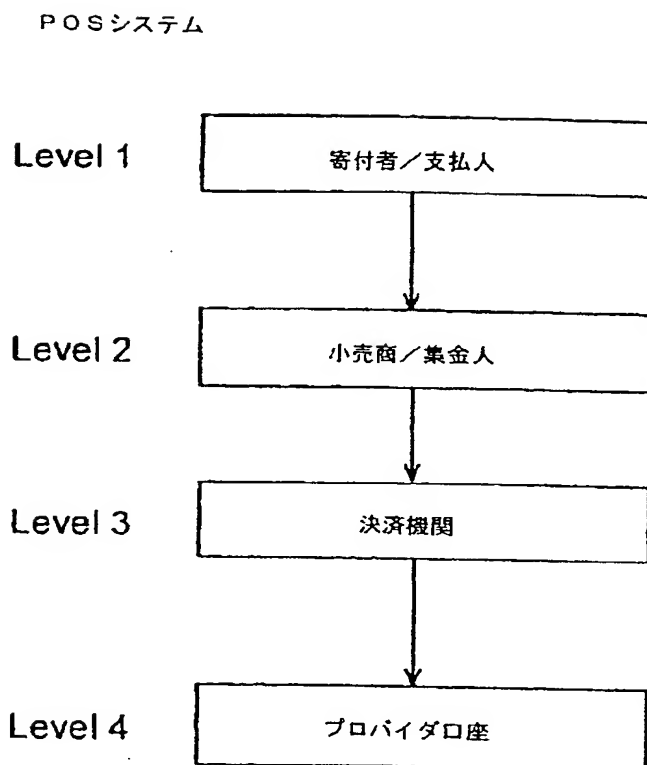 POSシステム
Level 1
寄付者/支払人
Level 2
小売商/集金人
Level 3
決済機関
Level 4
プロバイダ口座